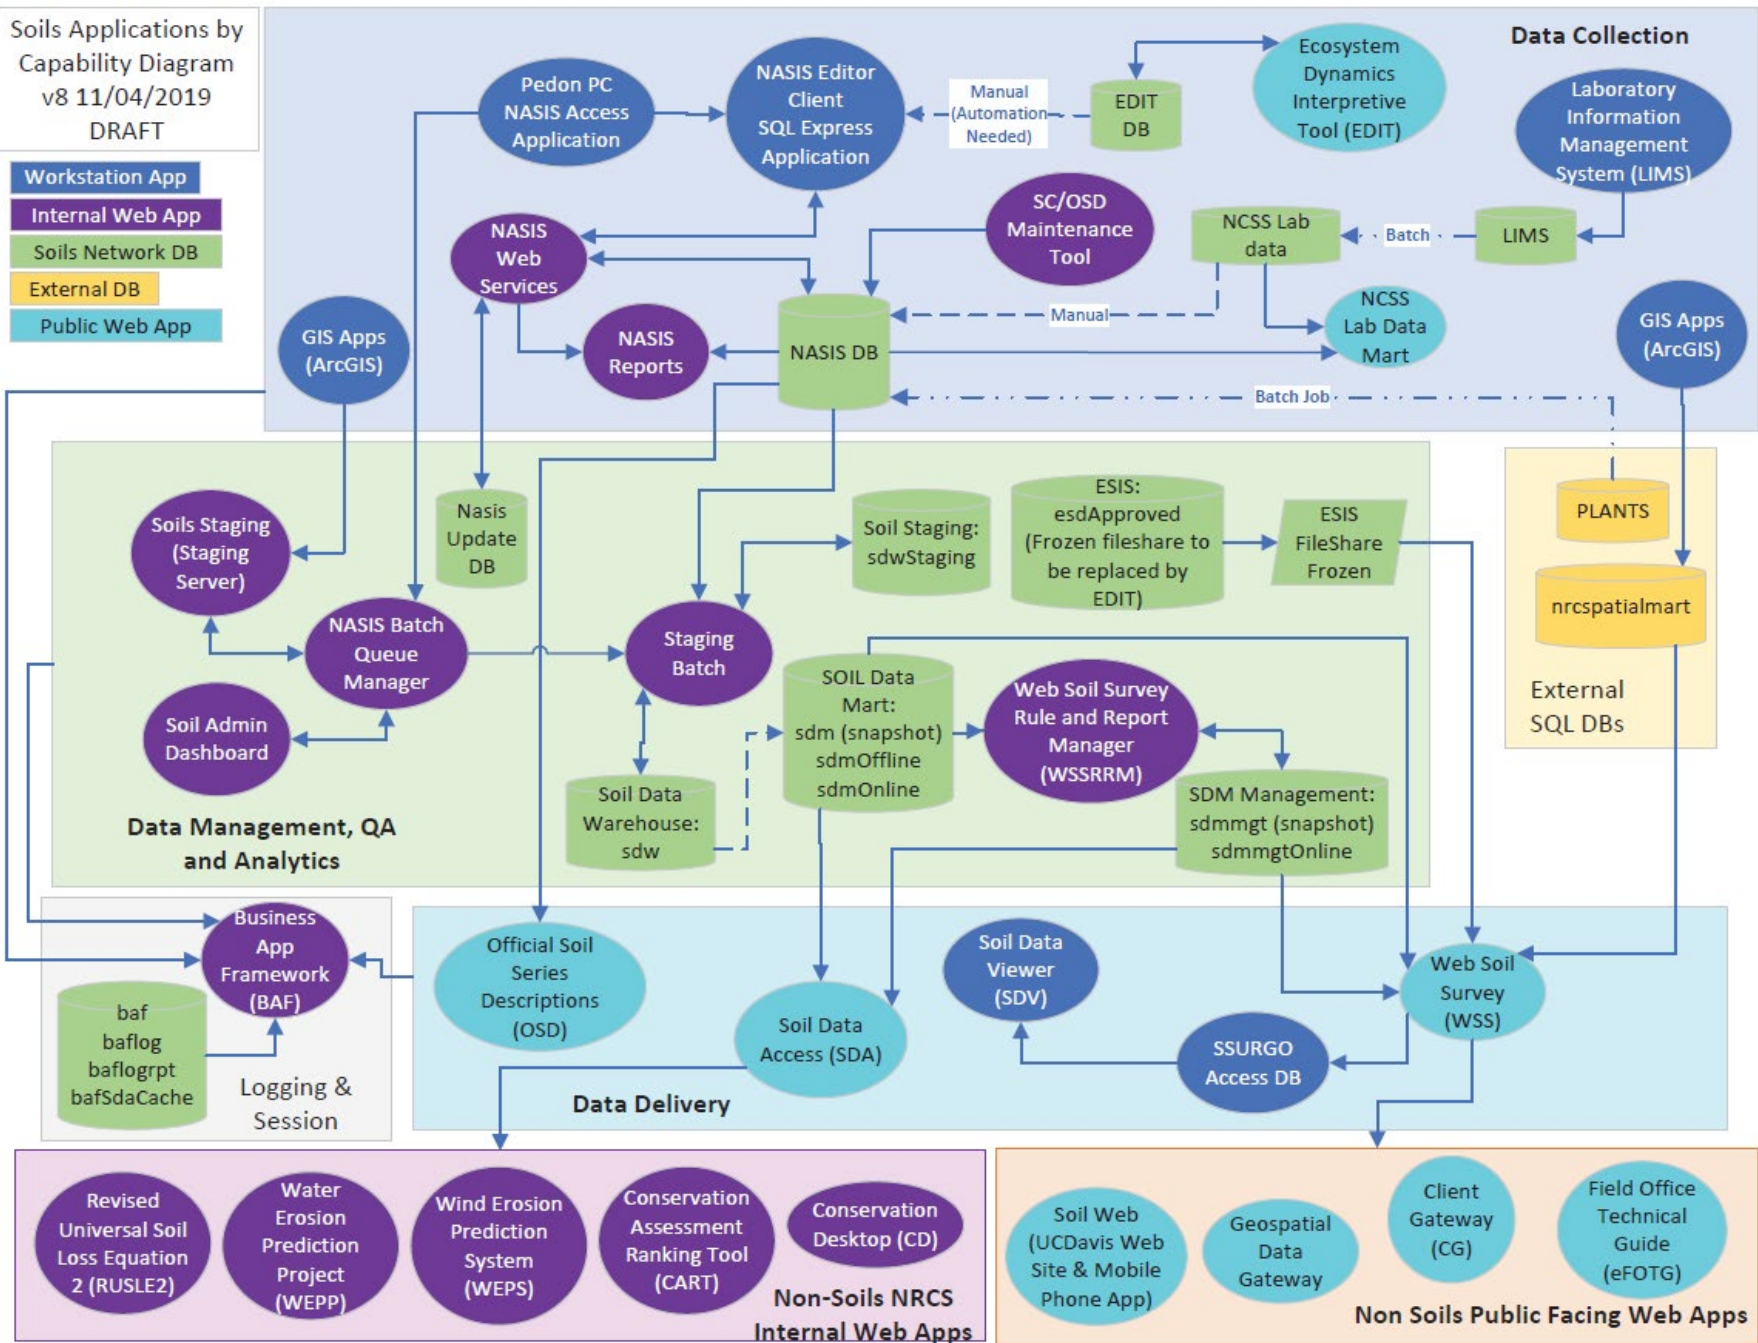 Soils Applications by
Capability Diagram
v8 11/04/2019
DRAFT
Workstation App
Internal Web App
Soils Network DB
External DB
Public Web App
Data Collection
Pedon PC
NASIS Access
Application
NASIS Editor
Client
SQL Express
Application
Manual
(Automation
Needed)
EDIT
DB
Ecosystem
Dynamics
Interpretive
Tool (EDIT)
Laboratory
Information
Management
System (LIMS)
NASIS
Web
Services
SC/OSD
Maintenance
Tool
NCSS Lab
data
Batch
LIMS
GIS Apps
(ArcGIS)
NASIS
Reports
NASIS DB
Manual
NCSS
Lab Data
Mart
GIS Apps
(ArcGIS)
Batch Job
Soils Staging
(Staging
Server)
Nasis
Update
DB
Soil Staging:
sdwStaging
ESIS:
esdApproved
(Frozen fileshare to
be replaced by
EDIT)
ESIS
FileShare
Frozen
PLANTS
nrcspatialmart
External
SQL DBs
NASIS Batch
Queue
Manager
Staging
Batch
Soil Admin
Dashboard
SOIL Data
Mart:
sdm (snapshot)
sdmOffline
sdmOnline
Web Soil Survey
Rule and Report
Manager
(WSSRRM)
Soil Data
Warehouse:
sdw
SDM Management:
sdmmgt (snapshot)
sdmmgtOnline
Data Management, QA
and Analytics
Business
App
Framework
(BAF)
baf
baflog
baflogrpt
bafSdaCache
Logging &
Session
Official Soil
Series
Descriptions
(OSD)
Soil Data
Access (SDA)
Soil Data
Viewer
(SDV)
SSURGO
Access DB
Web Soil
Survey
(WSS)
Data Delivery
Revised
Universal Soil
Loss Equation
2 (RUSLE2)
Water
Erosion
Prediction
Project
(WEPP)
Wind Erosion
Prediction
System
(WEPS)
Conservation
Assessment
Ranking Tool
(CART)
Conservation
Desktop (CD)
Non-Soils NRCS
Internal Web Apps
Soil Web
(UCDavis Web
Site & Mobile
Phone App)
Geospatial
Data
Gateway
Client
Gateway
(CG)
Field Office
Technical
Guide
(eFOTG)
Non Soils Public Facing Web Apps